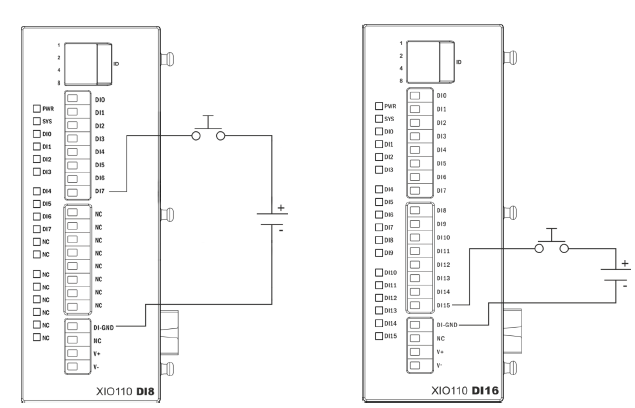 1
2
4
8
ID
PWR
SYS
DI0
DI1
DI2
DI3
DI4
DI5
DI6
DI7
NC
NC
NC
NC
NC
NC
NC
NC
DI0
DI1
DI2
DI3
DI4
DI5
DI6
DI7
NC
NC
NC
NC
NC
NC
NC
NC
DI-GND
NC
V+
V-
+
-
XIO110 DI8
1
2
4
8
ID
PWR
SYS
DI0
DI1
DI2
DI3
DI4
DI5
DI6
DI7
DI8
DI9
DI10
DI11
DI12
DI13
DI14
DI15
DI0
DI1
DI2
DI3
DI4
DI5
DI6
DI7
DI8
DI9
DI10
DI11
DI12
DI13
DI14
DI15
DI-GND
NC
V+
V-
+
-
XIO110 DI16